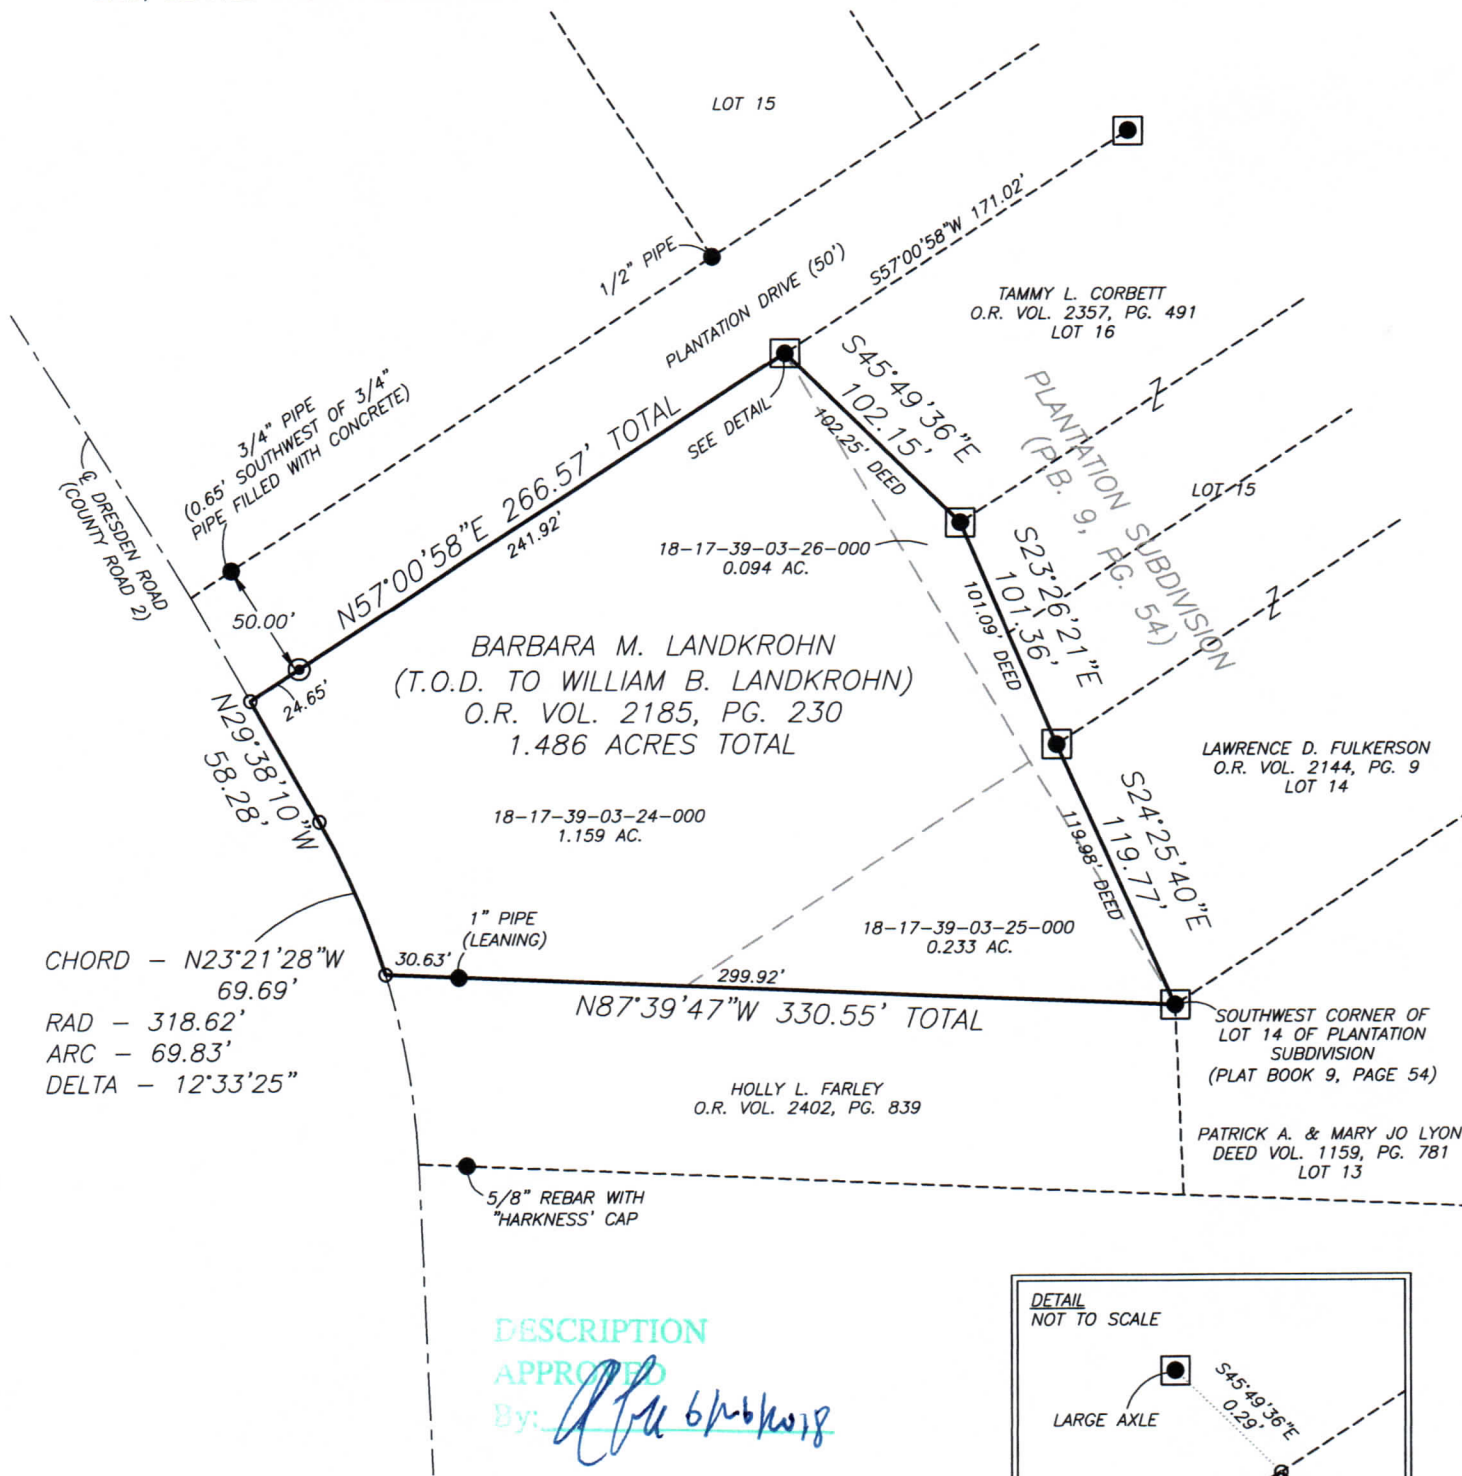 LOT 15
1/2" PIPE
PLANTATION DRIVE (50')
S57°00'58"W 171.02'
TAMMY L. CORBETT
O.R. VOL. 2357, PG. 491
LOT 16
3/4" PIPE
(0.65' SOUTHWEST OF 3/4"
PIPE FILLED WITH CONCRETE)
℄ DRESDEN ROAD
(COUNTY ROAD 2)
50.00'
N57°00'58"E 266.57' TOTAL
241.92'
24.65'
SEE DETAIL
S45°49'36"E
102.15'
102.25' DEED
PLANTATION SUBDIVISION
(P.B. 9, PG. 54)
LOT 15
18-17-39-03-26-000
0.094 AC.
S23°26'21"E
101.36'
101.09' DEED
BARBARA M. LANDKROHN
(T.O.D. TO WILLIAM B. LANDKROHN)
O.R. VOL. 2185, PG. 230
1.486 ACRES TOTAL
N29°38'10"W
58.28'
LAWRENCE D. FULKERSON
O.R. VOL. 2144, PG. 9
LOT 14
S24°25'40"E
119.77'
119.98' DEED
18-17-39-03-24-000
1.159 AC.
1" PIPE
(LEANING)
18-17-39-03-25-000
0.233 AC.
CHORD - N23°21'28"W
69.69'
RAD - 318.62'
ARC - 69.83'
DELTA - 12°33'25"
30.63'
299.92'
N87°39'47"W 330.55' TOTAL
SOUTHWEST CORNER OF
LOT 14 OF PLANTATION
SUBDIVISION
(PLAT BOOK 9, PAGE 54)
HOLLY L. FARLEY
O.R. VOL. 2402, PG. 839
PATRICK A. & MARY JO LYON
DEED VOL. 1159, PG. 781
LOT 13
5/8" REBAR WITH
"HARKNESS' CAP
DESCRIPTION
APPROVED
By: 6/26/2018
DETAIL
NOT TO SCALE
LARGE AXLE
S45°49'36"E
0.29'